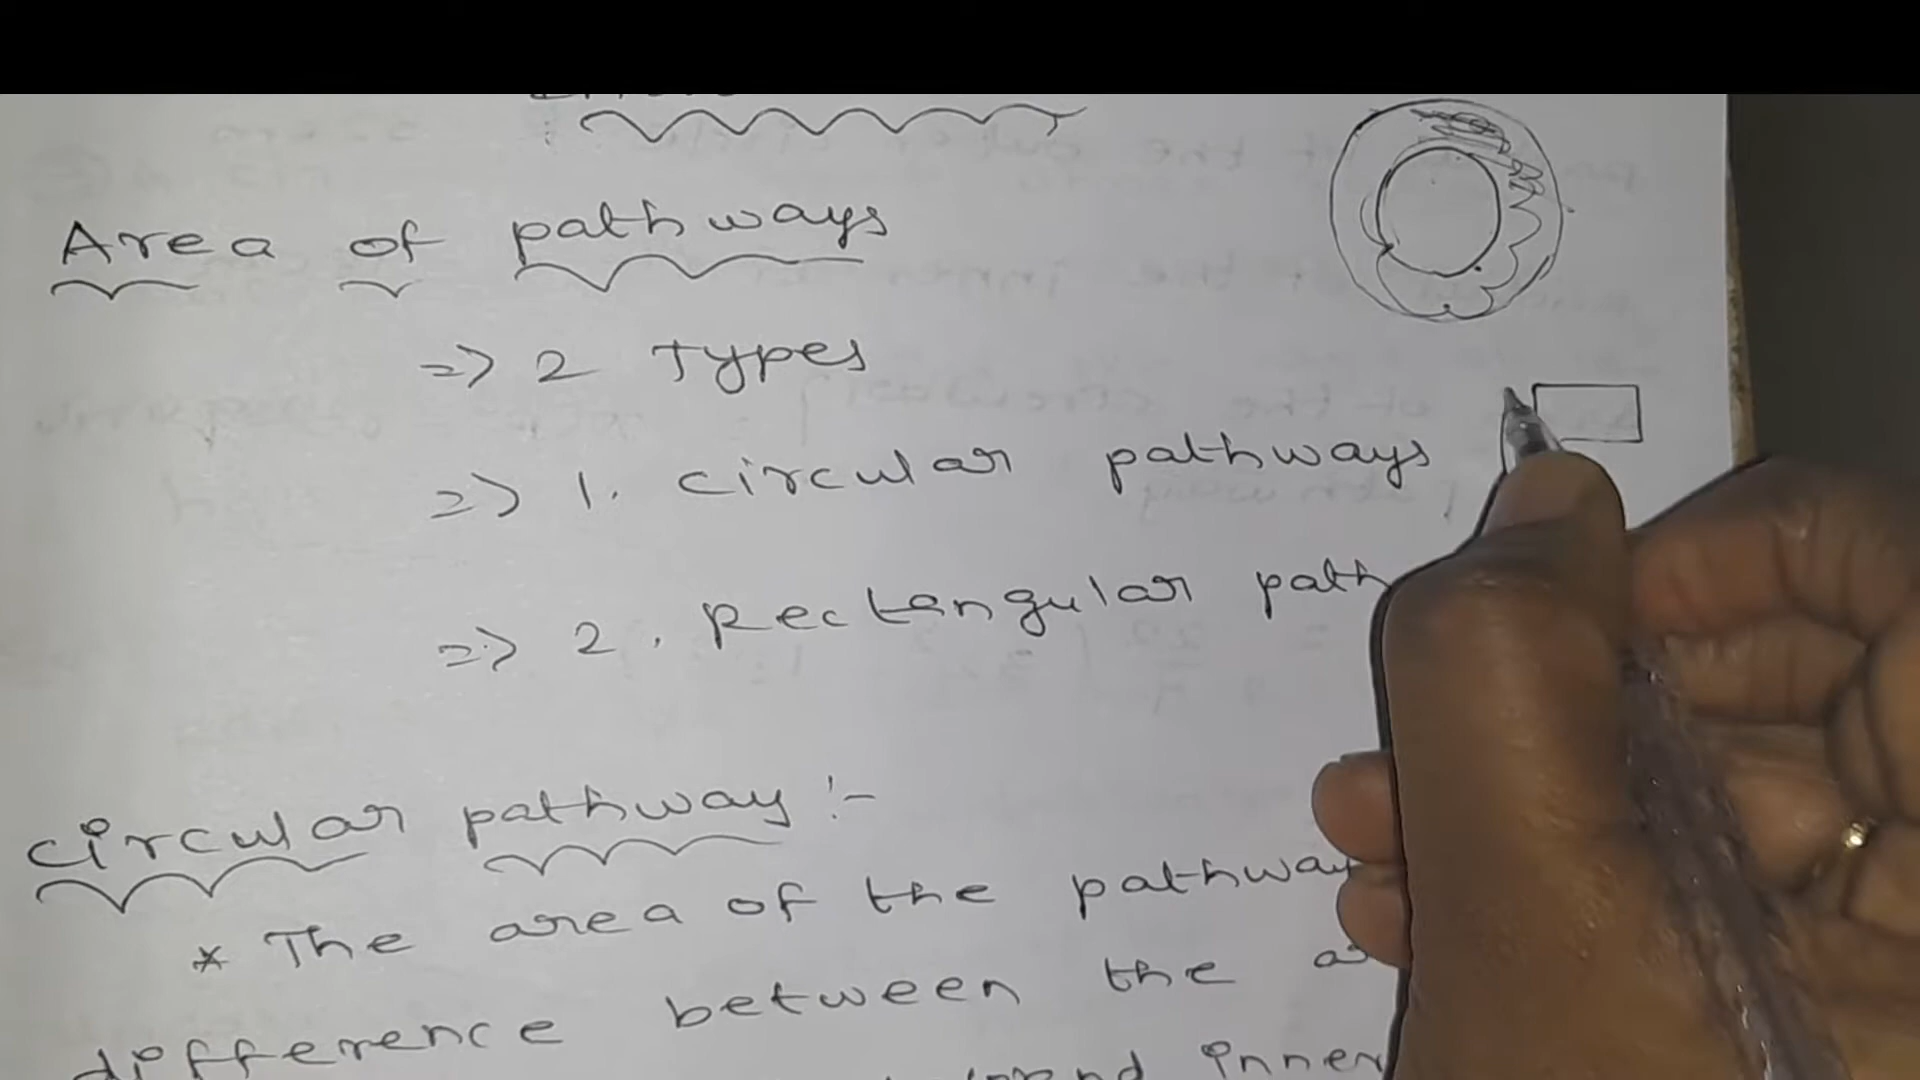 Area of pathways
=> 2 Types
=> 1. circular pathways
=> 2. Rectangular path
circular pathway :-
* The area of the pathway
difference between the
inner